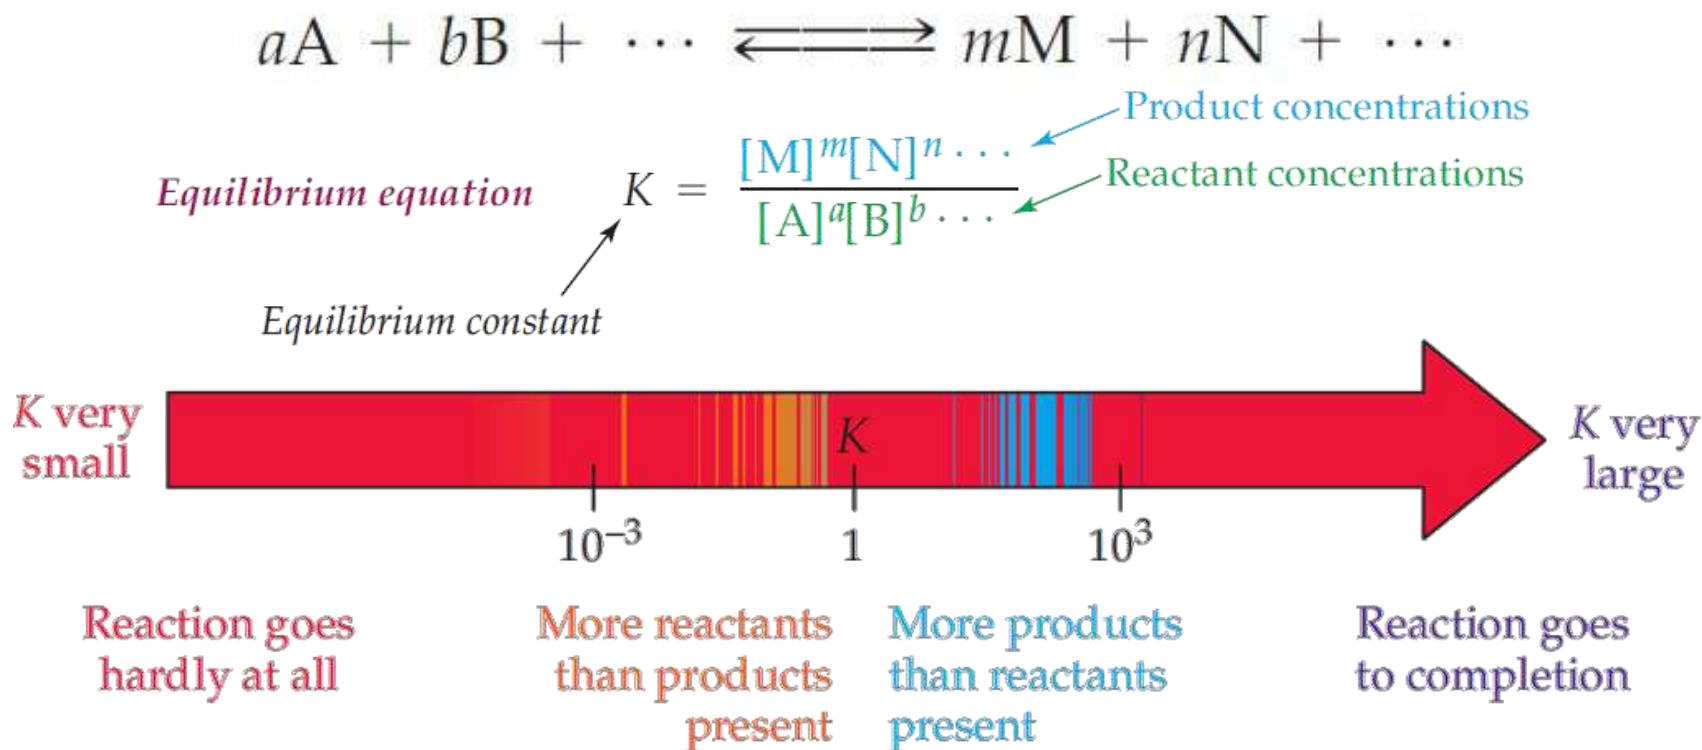 aA + bB + ··· ⇌ mM + nN + ···
Product concentrations
Equilibrium equation K = [M]^m[N]^n ··· / [A]^a[B]^b ···
Reactant concentrations
Equilibrium constant
K very
small
K
K very
large
10^−3 1 10^3
Reaction goes
hardly at all
More reactants
than products
present
More products
than reactants
present
Reaction goes
to completion